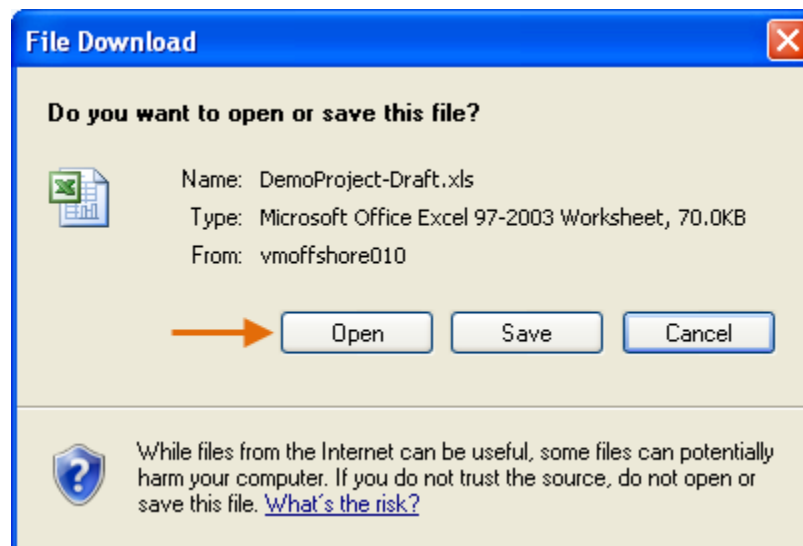 File Download
Do you want to open or save this file?
Name: DemoProject-Draft.xls
Type: Microsoft Office Excel 97-2003 Worksheet, 70.0KB
From: vmoffshore010
Open Save Cancel
While files from the Internet can be useful, some files can potentially
harm your computer. If you do not trust the source, do not open or
save this file. What's the risk?